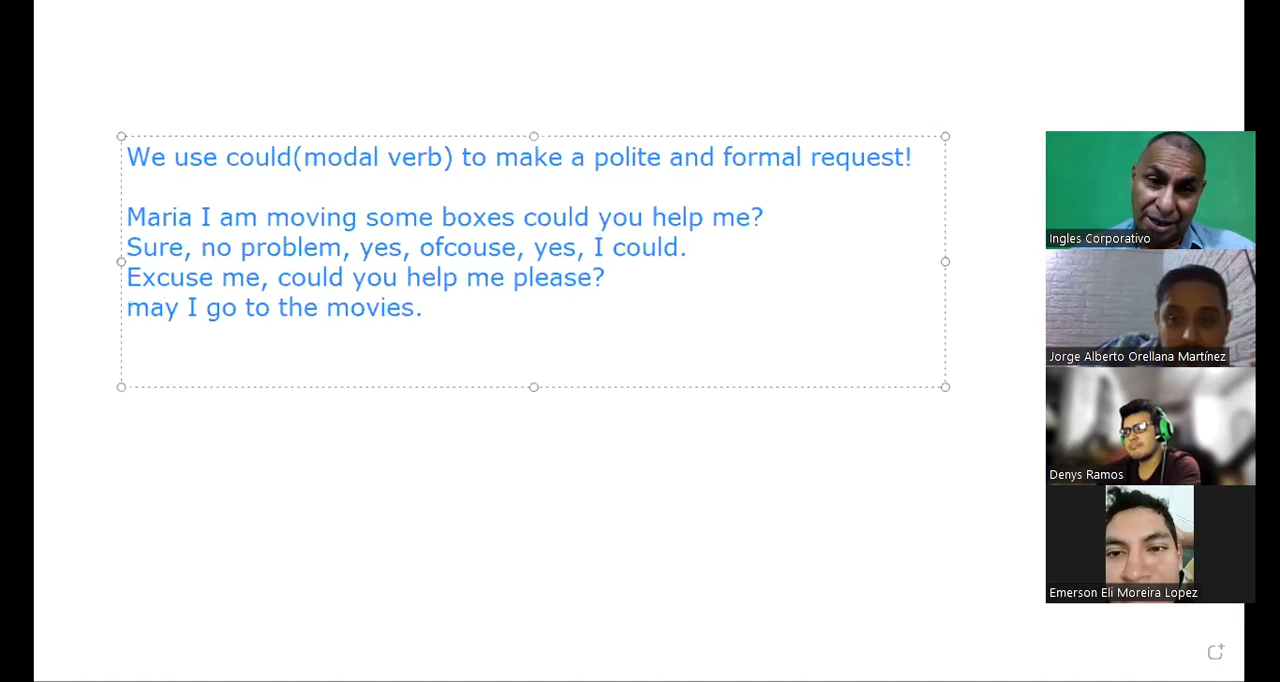 We use could(modal verb) to make a polite and formal request!
Maria I am moving some boxes could you help me?
Sure, no problem, yes, ofcouse, yes, I could.
Excuse me, could you help me please?
may I go to the movies.
Ingles Corporativo
Jorge Alberto Orellana Martínez
Denys Ramos
Emerson Eli Moreira Lopez